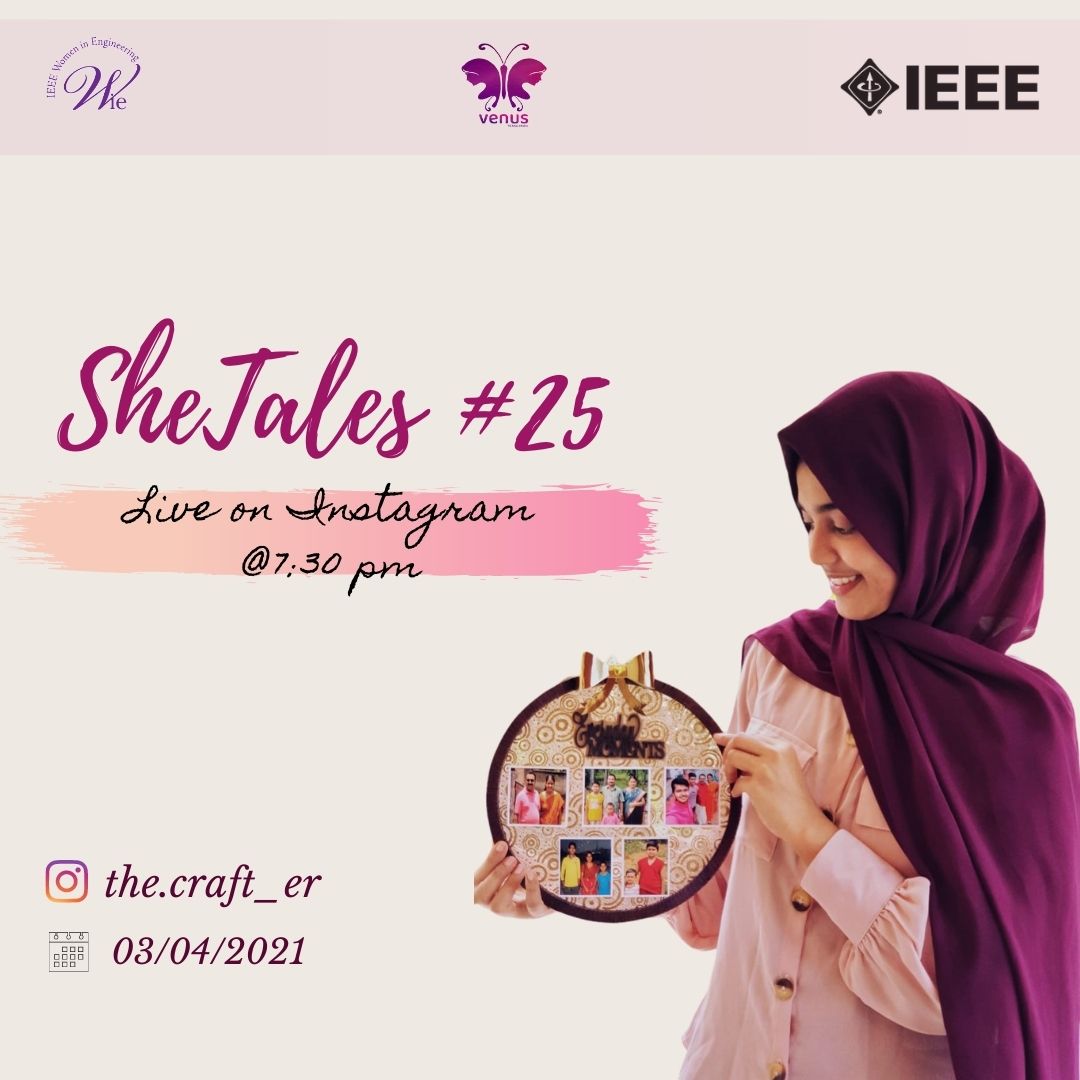 IEEE Women in Engineering
Wie
venus
IEEE
SheTales #25
Live on Instagram
@7:30 pm
MOMENTS
the.craft_er
03/04/2021